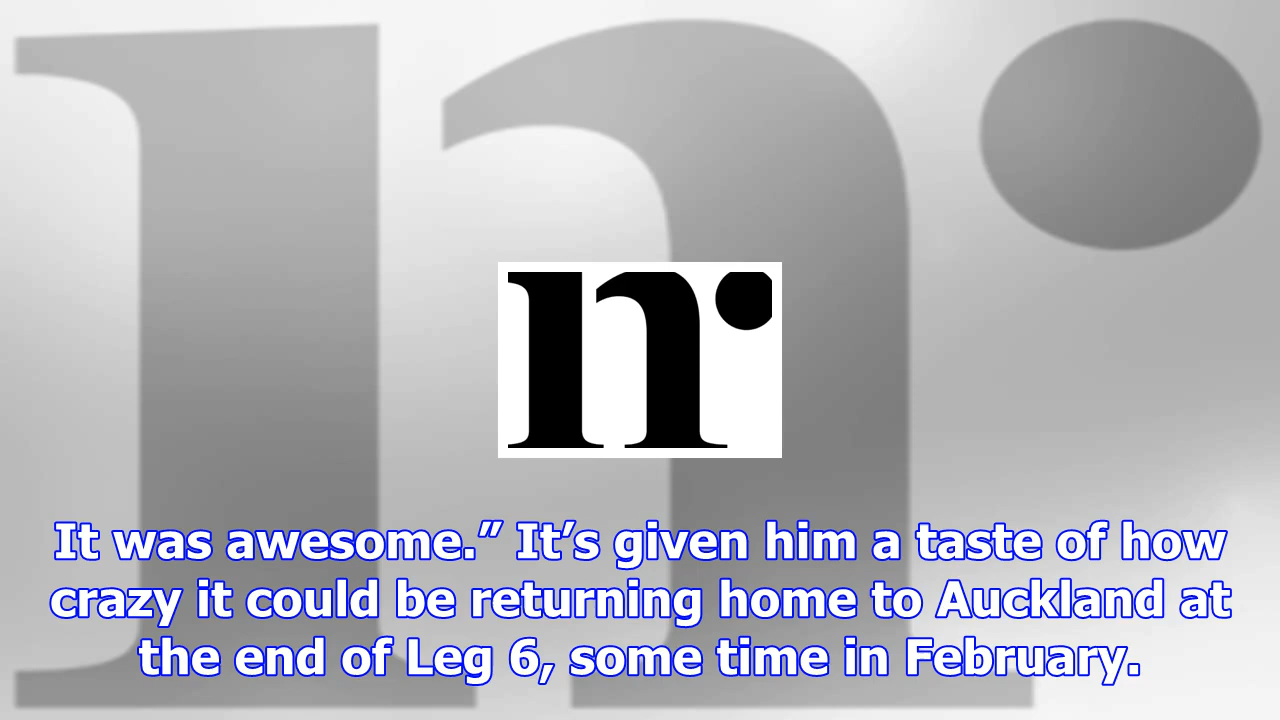 n
It was awesome.” It’s given him a taste of how
crazy it could be returning home to Auckland at
the end of Leg 6, some time in February.